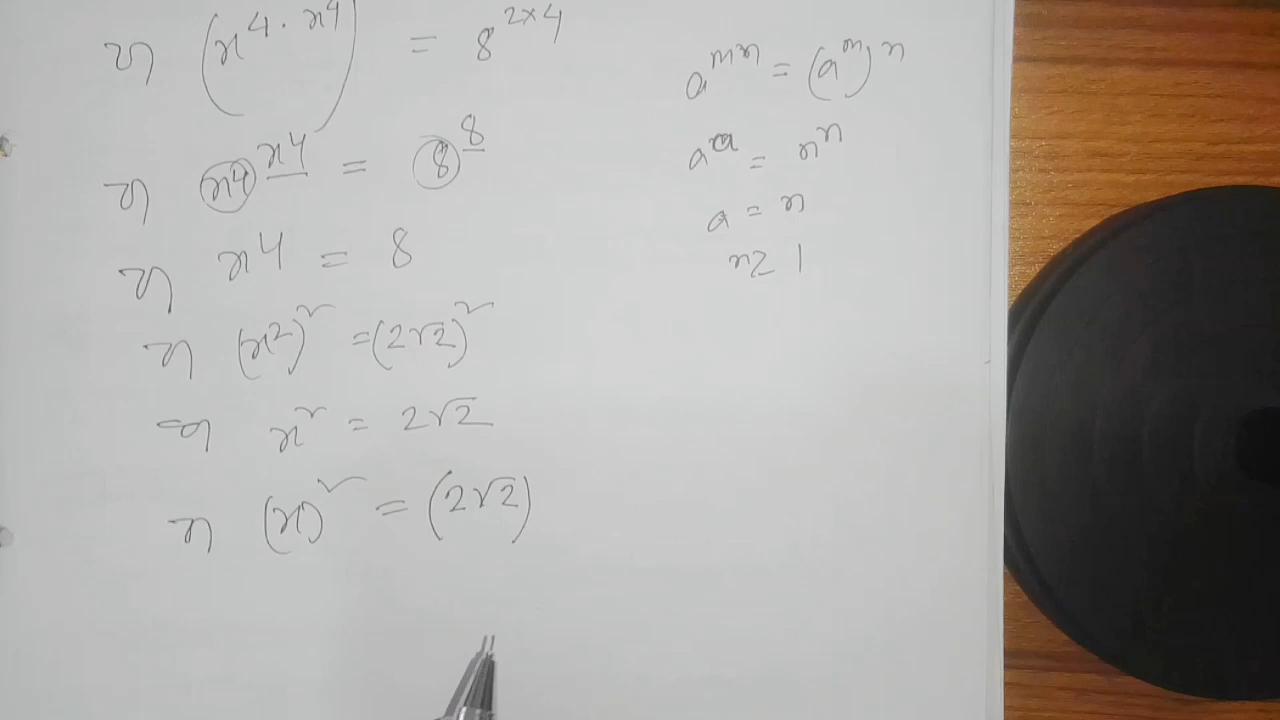 ⇒ (x^{4·x^4}) = 8^{2×4}
⇒ x^4^{x^4} = 8^8
⇒ x^4 = 8
⇒ (x^2)^2 = (2√2)^2
⇒ x^2 = 2√2
⇒ (x)^2 = (2√2)
a^{mn} = (a^m)^n
a^a = n^n
a = n
n≥ 1